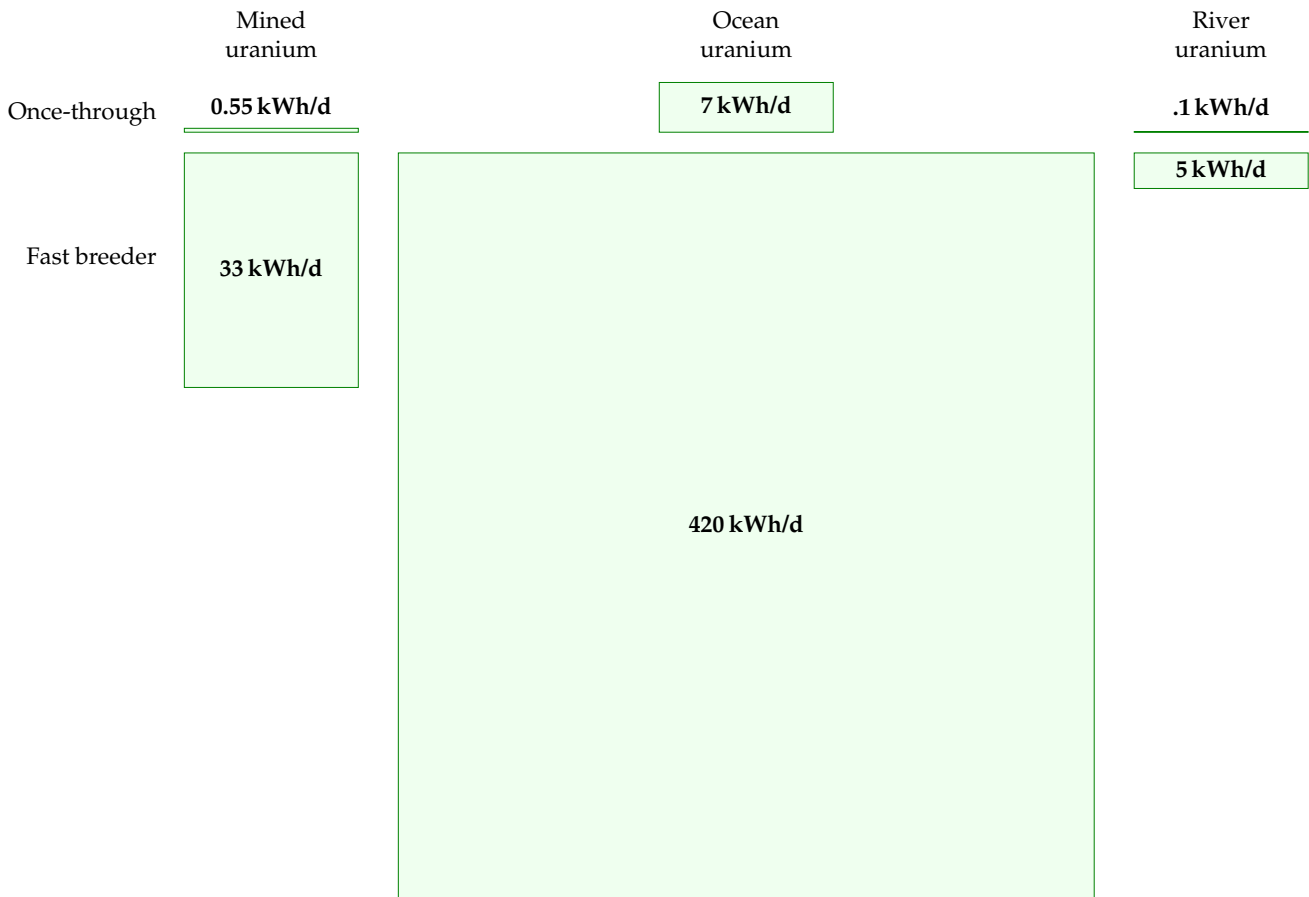 Mined
uranium
Ocean
uranium
River
uranium
Once-through
0.55 kWh/d
7 kWh/d
.1 kWh/d
Fast breeder
33 kWh/d
420 kWh/d
5 kWh/d